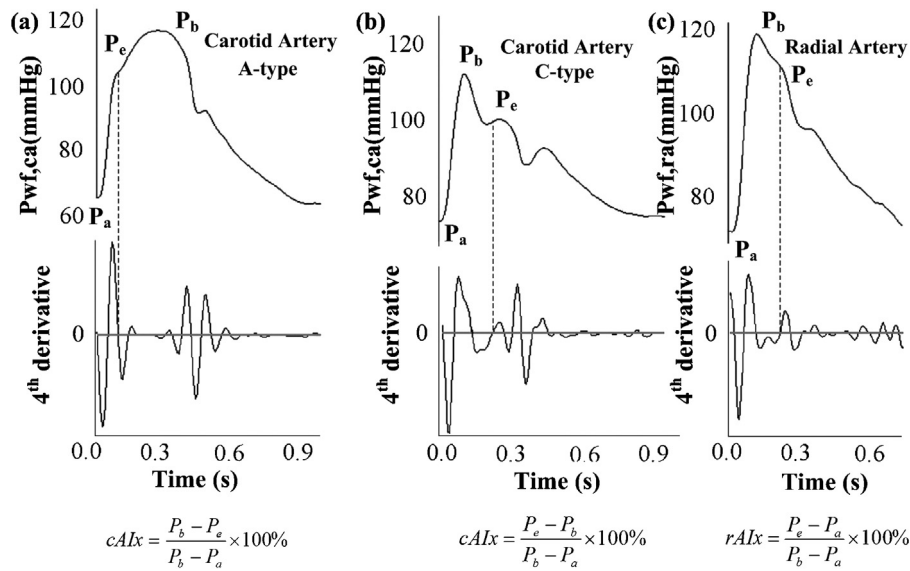 (a)
120
100
80
60
Pwf,ca(mmHg)
P_e
P_b
Carotid Artery
A-type
P_a
4th derivative
0
0.0 0.3 0.6 0.9
Time (s)
cAIx = (P_b − P_e)/(P_b − P_a) ×100%
(b)
120
100
80
Pwf,ca(mmHg)
P_b
Carotid Artery
C-type
P_e
P_a
4th derivative
0
0.0 0.3 0.6 0.9
Time (s)
cAIx = (P_e − P_b)/(P_b − P_a) ×100%
(c)
120
100
80
Pwf,ra(mmHg)
P_b
Radial Artery
P_e
P_a
4th derivative
0
0.0 0.3 0.6
Time (s)
rAIx = (P_e − P_a)/(P_b − P_a) ×100%